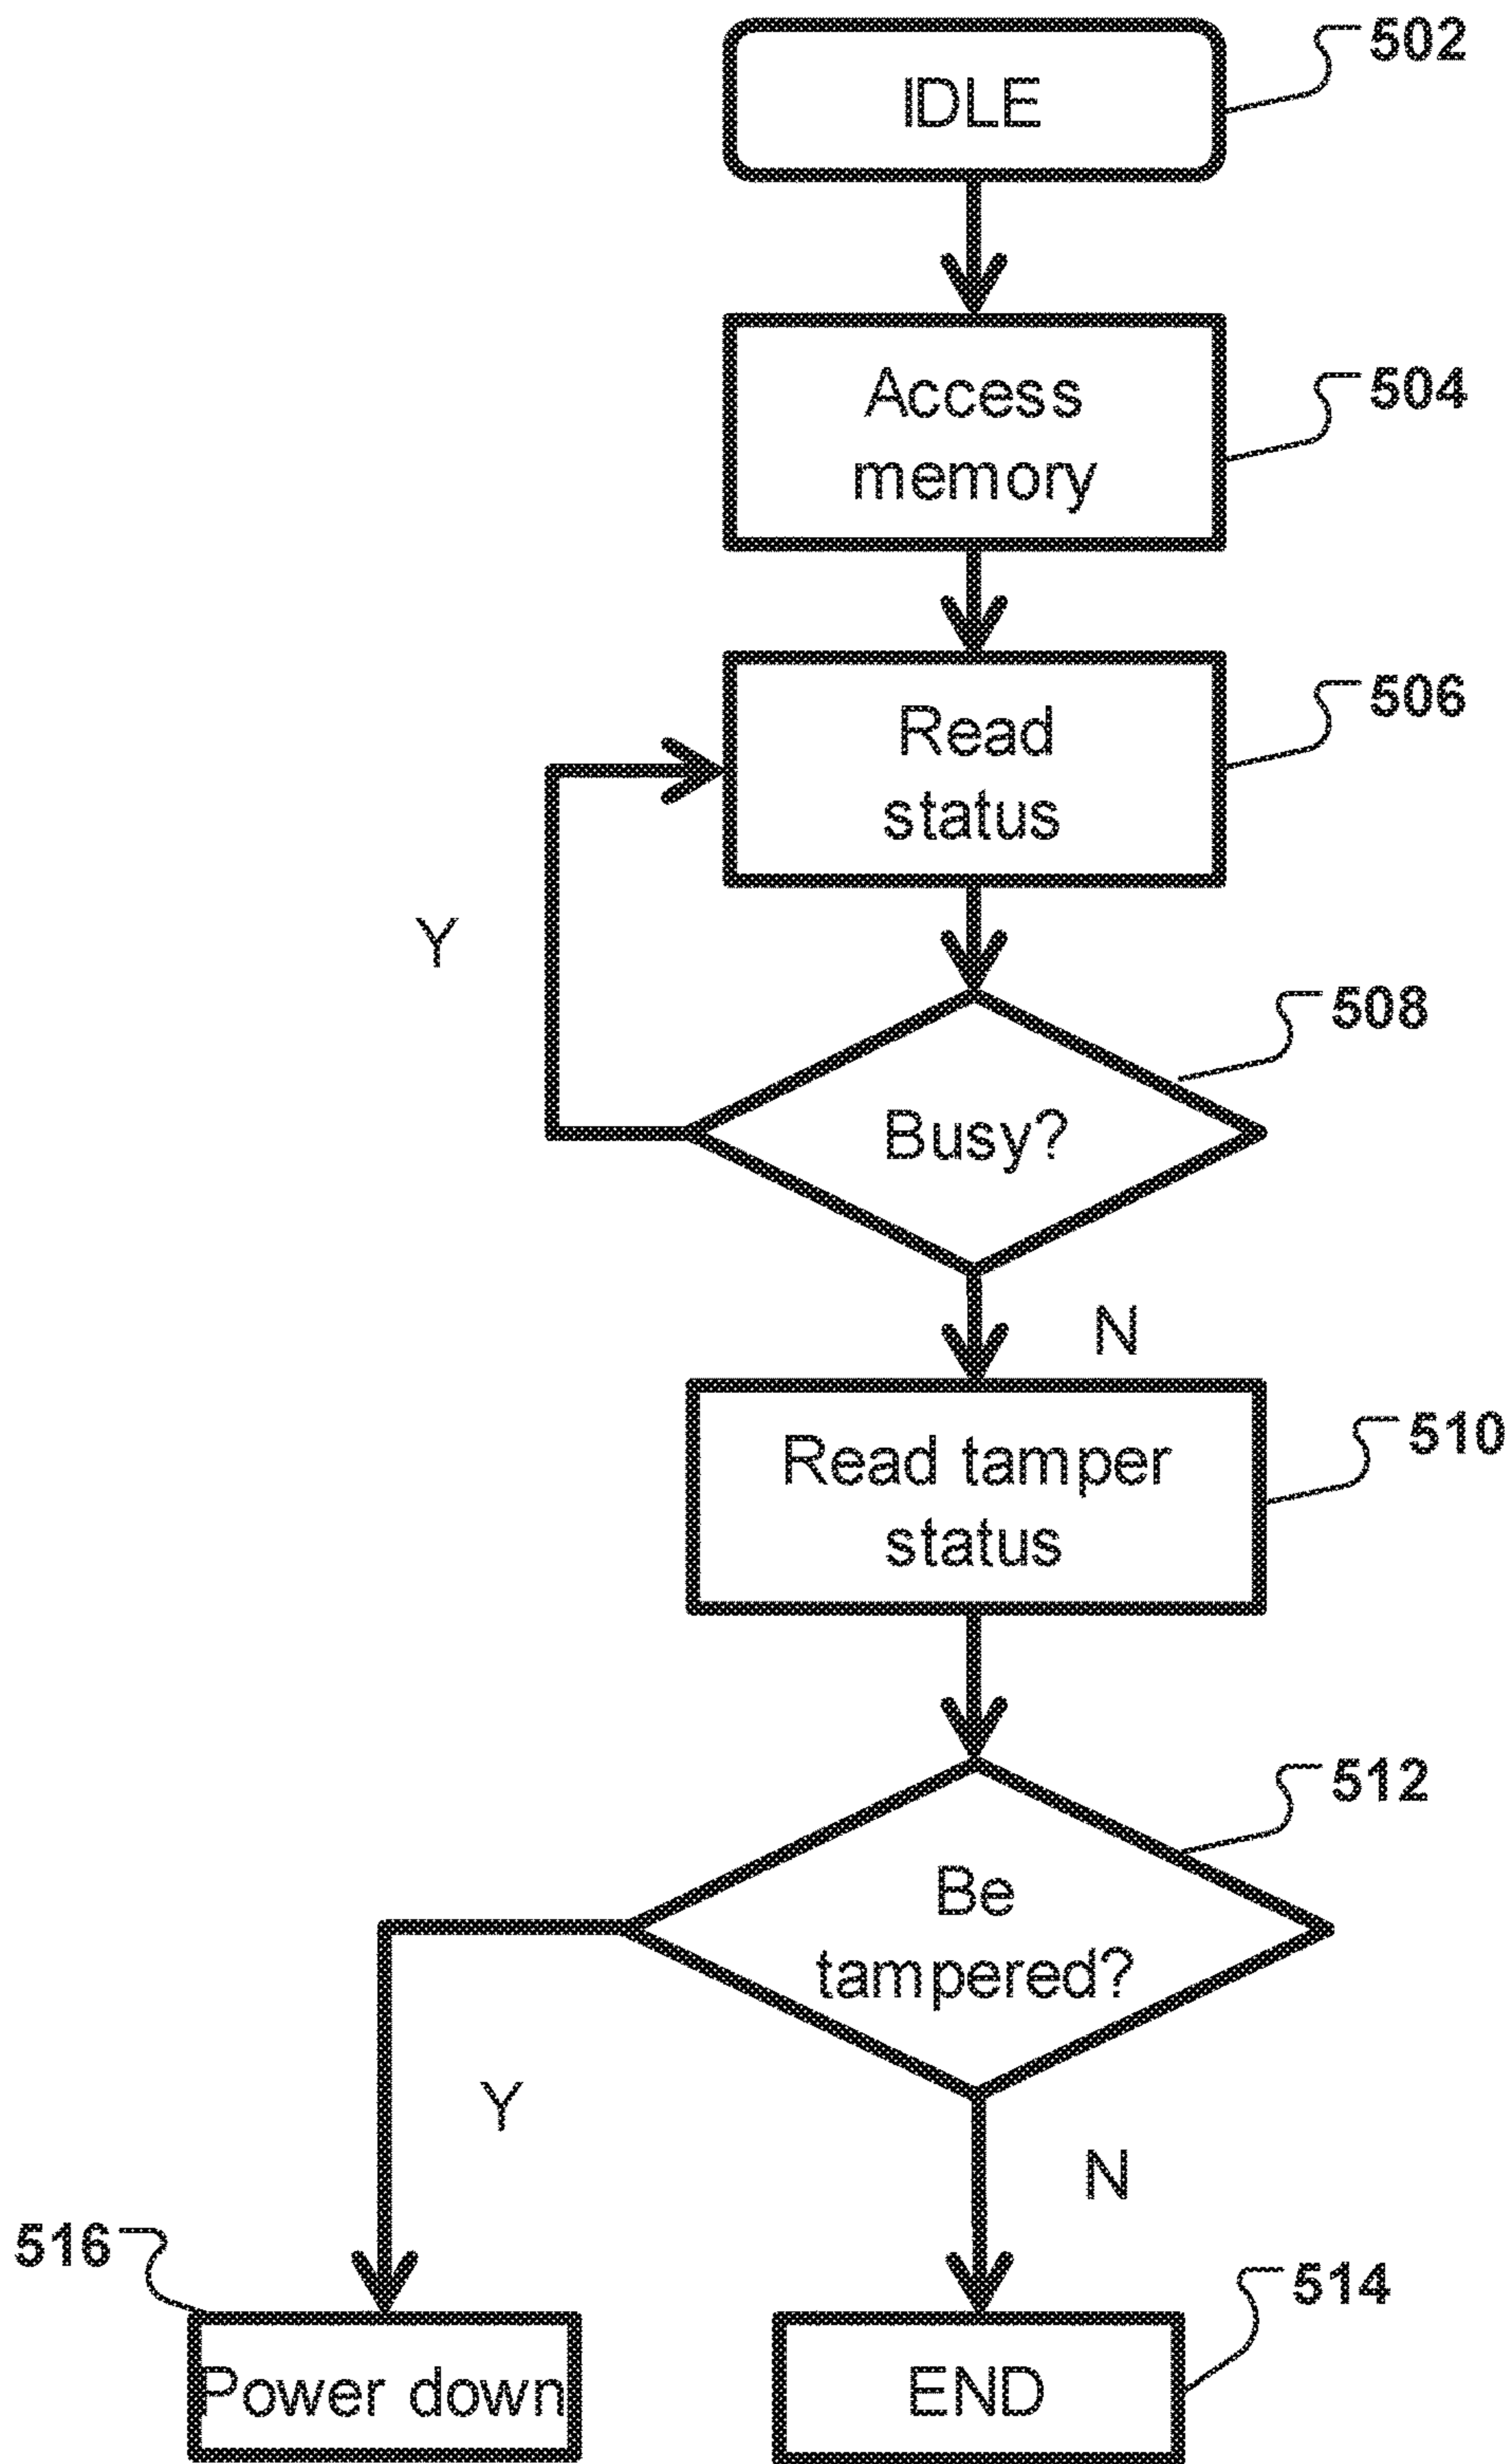 IDLE
502
Access
memory
504
Read
status
506
Y
Busy?
508
N
Read tamper
status
510
Be
tampered?
512
Y
N
516
Power down
END
514